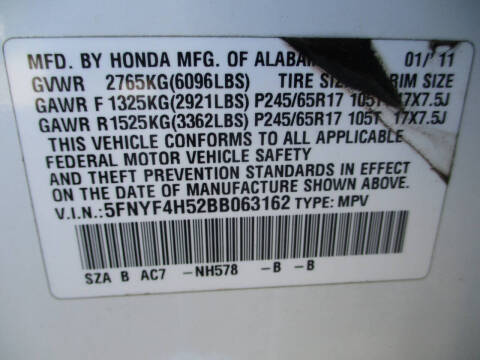 MFD. BY HONDA MFG. OF ALABAM 01/'11
GVWR 2765KG(6096LBS) TIRE SIZE RIM SIZE
GAWR F 1325KG(2921LBS) P245/65R17 105T 17X7.5J
GAWR R 1525KG(3362LBS) P245/65R17 105T 17X7.5J
THIS VEHICLE CONFORMS TO ALL APPLICABLE
FEDERAL MOTOR VEHICLE SAFETY
AND THEFT PREVENTION STANDARDS IN EFFECT
ON THE DATE OF MANUFACTURE SHOWN ABOVE.
V.I.N.:5FNYF4H52BB063162 TYPE: MPV
SZA B AC7 -NH578 -B -B